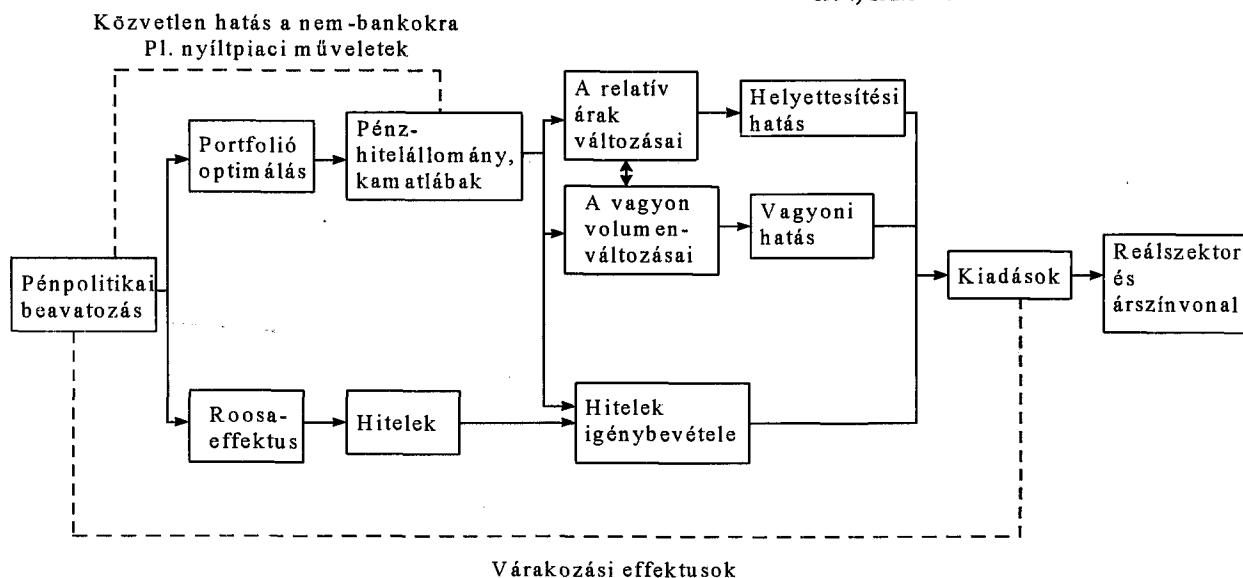 Közvetlen hatás a nem-bankokra
Pl. nyíltpiaci műveletek
A relatív
árak
változásai
Helyettesítési
hatás
Portfolió
optimálás
Pénz-
hitelállomány,
kamatlábak
A vagyon
volumen-
változásai
Vagyoni
hatás
Pénpolitikai
beavatozás
Kiadások
Reálszektor
és
árszínvonal
Roosa-
effektus
Hitelek
Hitelek
igénybevétele
Várakozási effektusok